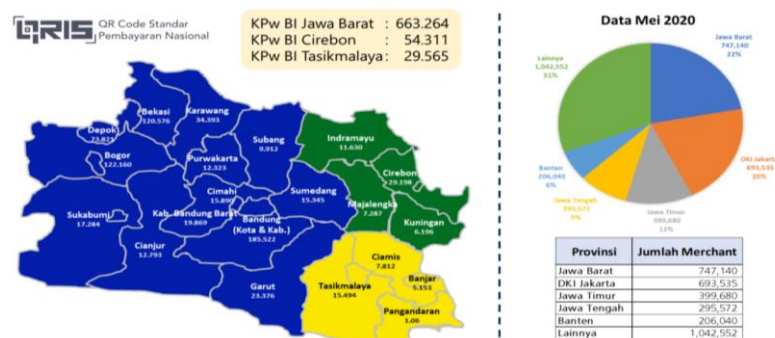 QRIS
QR Code Standar
Pembayaran Nasional
KPw BI Jawa Barat : 663.264
KPw BI Cirebon : 54.311
KPw BI Tasikmalaya : 29.565
Bekasi
120.576
Karawang
34.393
Depok
73.821
Bogor
122.160
Subang
9.912
Purwakarta
12.323
Indramayu
11.630
Cirebon
29.198
Cimahi
15.890
Sumedang
15.345
Majalengka
7.287
Kuningan
6.196
Sukabumi
17.284
Kab. Bandung Barat
19.869
Bandung
(Kota & Kab.)
185.522
Cianjur
12.793
Garut
23.376
Ciamis
7.812
Tasikmalaya
15.494
Banjar
5.153
Pangandaran
1.06
Data Mei 2020
Jawa Barat
747,140
22%
DKI Jakart
693,535
20%
Jawa Timur
399,680
12%
Jawa Tengah
295,572
9%
Banten
206,040
6%
Lainnya
1,042,552
31%
Provinsi Jumlah Merchant
Jawa Barat 747,140
DKI Jakarta 693,535
Jawa Timur 399,680
Jawa Tengah 295,572
Banten 206,040
Lainnya 1,042,552